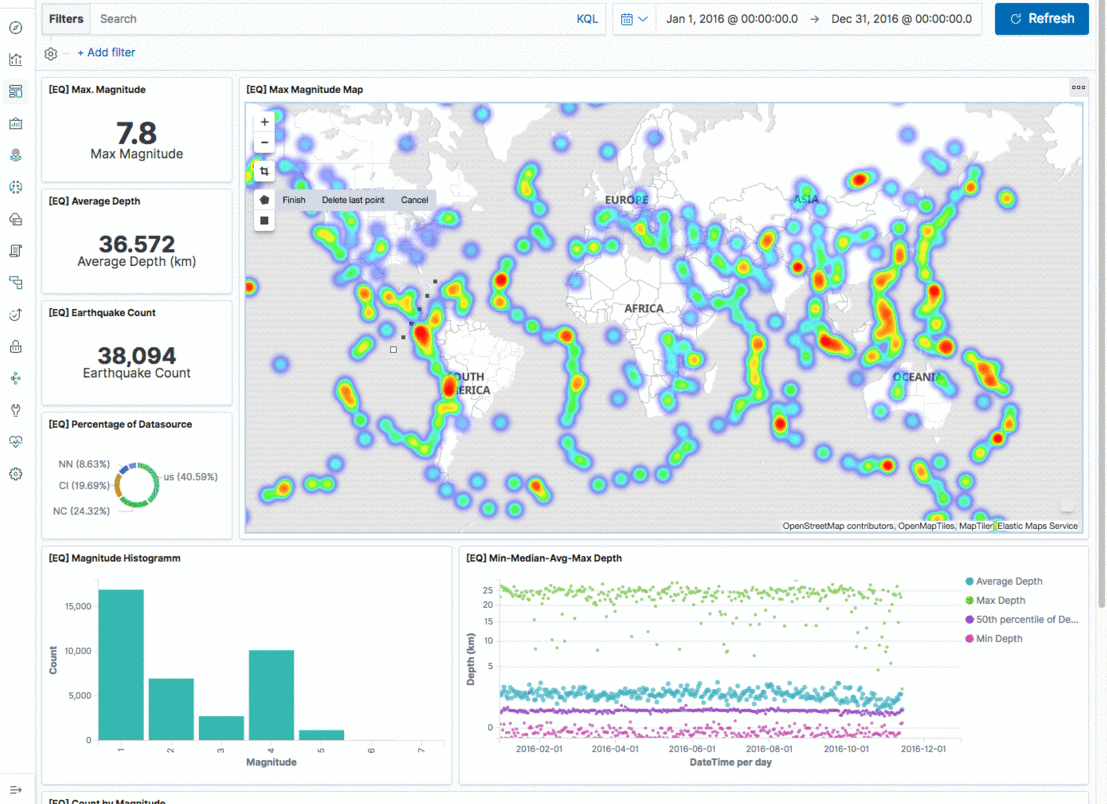 Filters Search KQL Jan 1, 2016 @ 00:00:00.0 → Dec 31, 2016 @ 00:00:00.0 Refresh
+ Add filter
[EQ] Max. Magnitude
7.8
Max Magnitude
[EQ] Average Depth
36.572
Average Depth (km)
[EQ] Earthquake Count
38,094
Earthquake Count
[EQ] Percentage of Datasource
NN (8.63%)
CI (19.69%)
NC (24.32%)
us (40.59%)
[EQ] Max Magnitude Map
+
−
Finish Delete last point Cancel
EUROPE
ASIA
AFRICA
SOUTH
AMERICA
OCEANIA
OpenStreetMap contributors, OpenMapTiles, MapTiler, Elastic Maps Service
[EQ] Magnitude Histogramm
Count
15,000
10,000
5,000
0
1 2 3 4 5 6 7
Magnitude
[EQ] Min-Median-Avg-Max Depth
Depth (km)
25
20
15
10
5
0
2016-02-01 2016-04-01 2016-06-01 2016-08-01 2016-10-01 2016-12-01
DateTime per day
Average Depth
Max Depth
50th percentile of De...
Min Depth
[EQ] Count by Magnitude